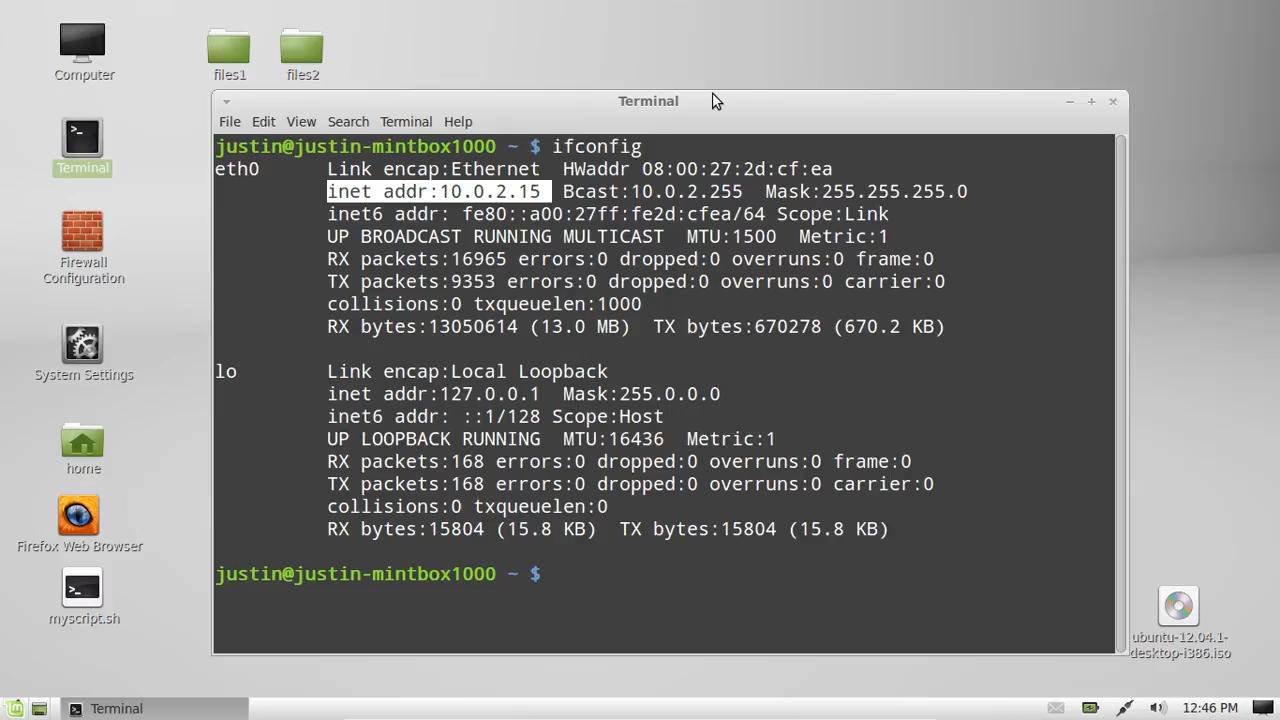 Computer
files1
files2
Terminal
Firewall
Configuration
System Settings
home
Firefox Web Browser
myscript.sh
ubuntu-12.04.1-
desktop-i386.iso
Terminal
File Edit View Search Terminal Help
justin@justin-mintbox1000 ~ $ ifconfig
eth0      Link encap:Ethernet  HWaddr 08:00:27:2d:cf:ea
          inet addr:10.0.2.15  Bcast:10.0.2.255  Mask:255.255.255.0
          inet6 addr: fe80::a00:27ff:fe2d:cfea/64 Scope:Link
          UP BROADCAST RUNNING MULTICAST  MTU:1500  Metric:1
          RX packets:16965 errors:0 dropped:0 overruns:0 frame:0
          TX packets:9353 errors:0 dropped:0 overruns:0 carrier:0
          collisions:0 txqueuelen:1000
          RX bytes:13050614 (13.0 MB)  TX bytes:670278 (670.2 KB)
lo        Link encap:Local Loopback
          inet addr:127.0.0.1  Mask:255.0.0.0
          inet6 addr: ::1/128 Scope:Host
          UP LOOPBACK RUNNING  MTU:16436  Metric:1
          RX packets:168 errors:0 dropped:0 overruns:0 frame:0
          TX packets:168 errors:0 dropped:0 overruns:0 carrier:0
          collisions:0 txqueuelen:0
          RX bytes:15804 (15.8 KB)  TX bytes:15804 (15.8 KB)
justin@justin-mintbox1000 ~ $
Terminal
12:46 PM